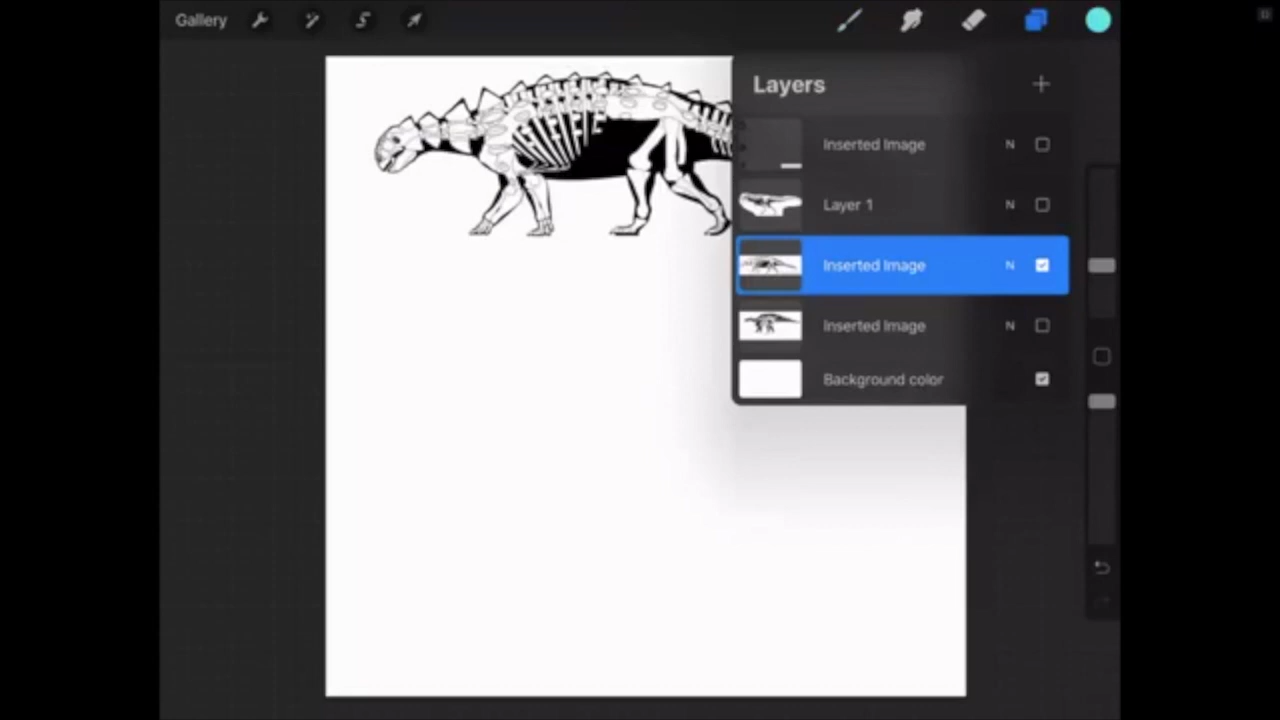 Gallery
Layers
Inserted Image N
Layer 1 N
Inserted Image N
Inserted Image N
Background color